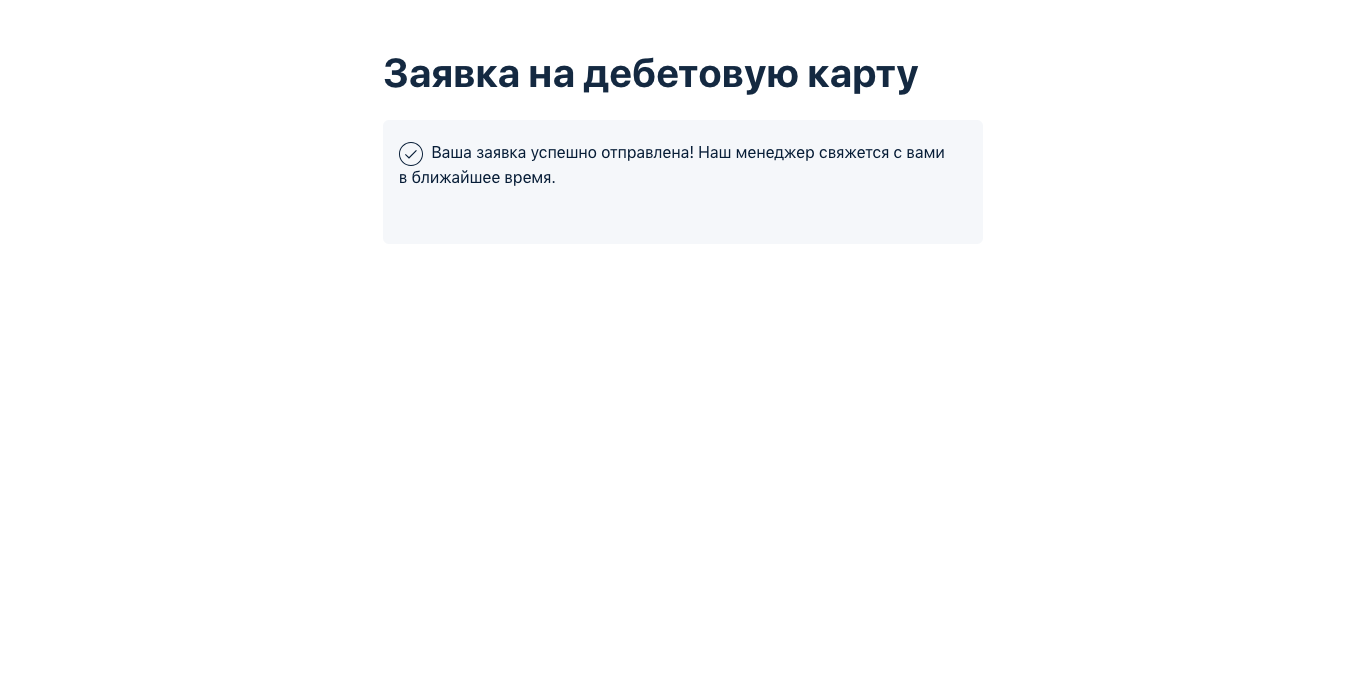 Заявка на дебетовую карту
Ваша заявка успешно отправлена! Наш менеджер свяжется с вами
в ближайшее время.